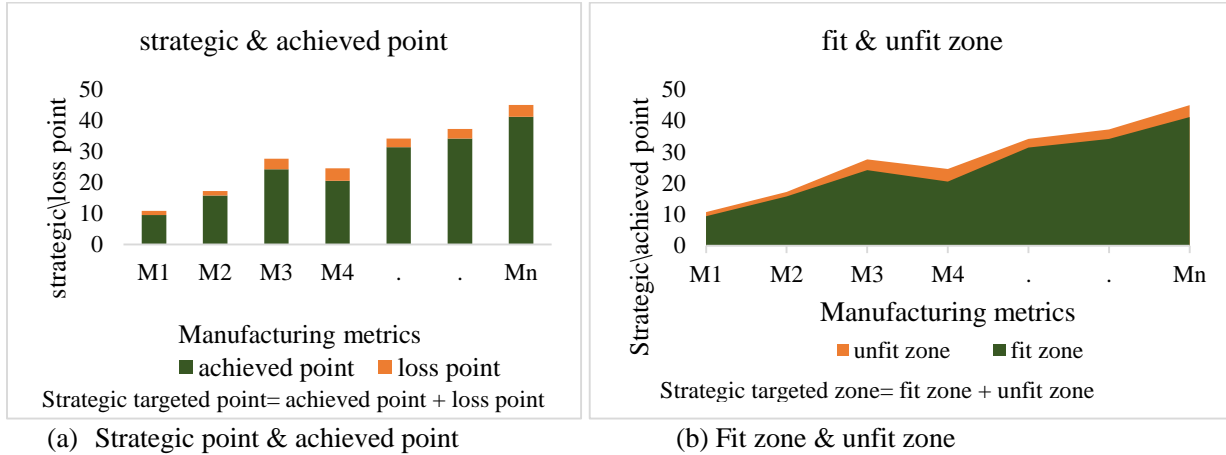 strategic & achieved point
strategic\loss point
50
40
30
20
10
0
M1 M2 M3 M4 . . Mn
Manufacturing metrics
achieved point loss point
Strategic targeted point= achieved point + loss point
(a) Strategic point & achieved point
fit & unfit zone
Strategic\achieved point
50
40
30
20
10
0
M1 M2 M3 M4 . . Mn
Manufacturing metrics
unfit zone fit zone
Strategic targeted zone= fit zone + unfit zone
(b) Fit zone & unfit zone